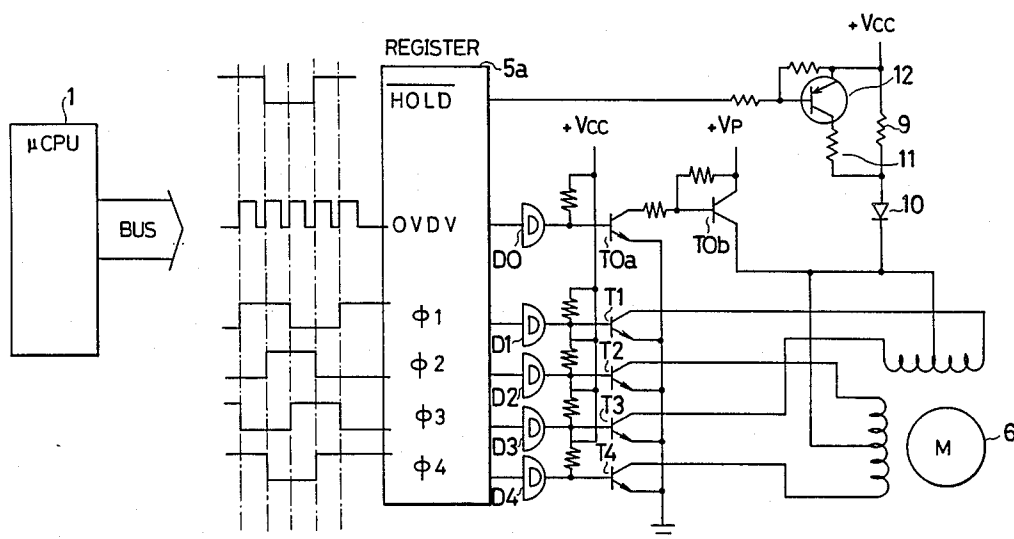 +VCC
REGISTER
5a
12
1
HOLD
μCPU
+VCC
+VP
9
11
10
BUS
OVDV
DO
TOa
TOb
T1
ϕ1
D1
T2
ϕ2
D2
T3
ϕ3
D3
6
M
T4
ϕ4
D4